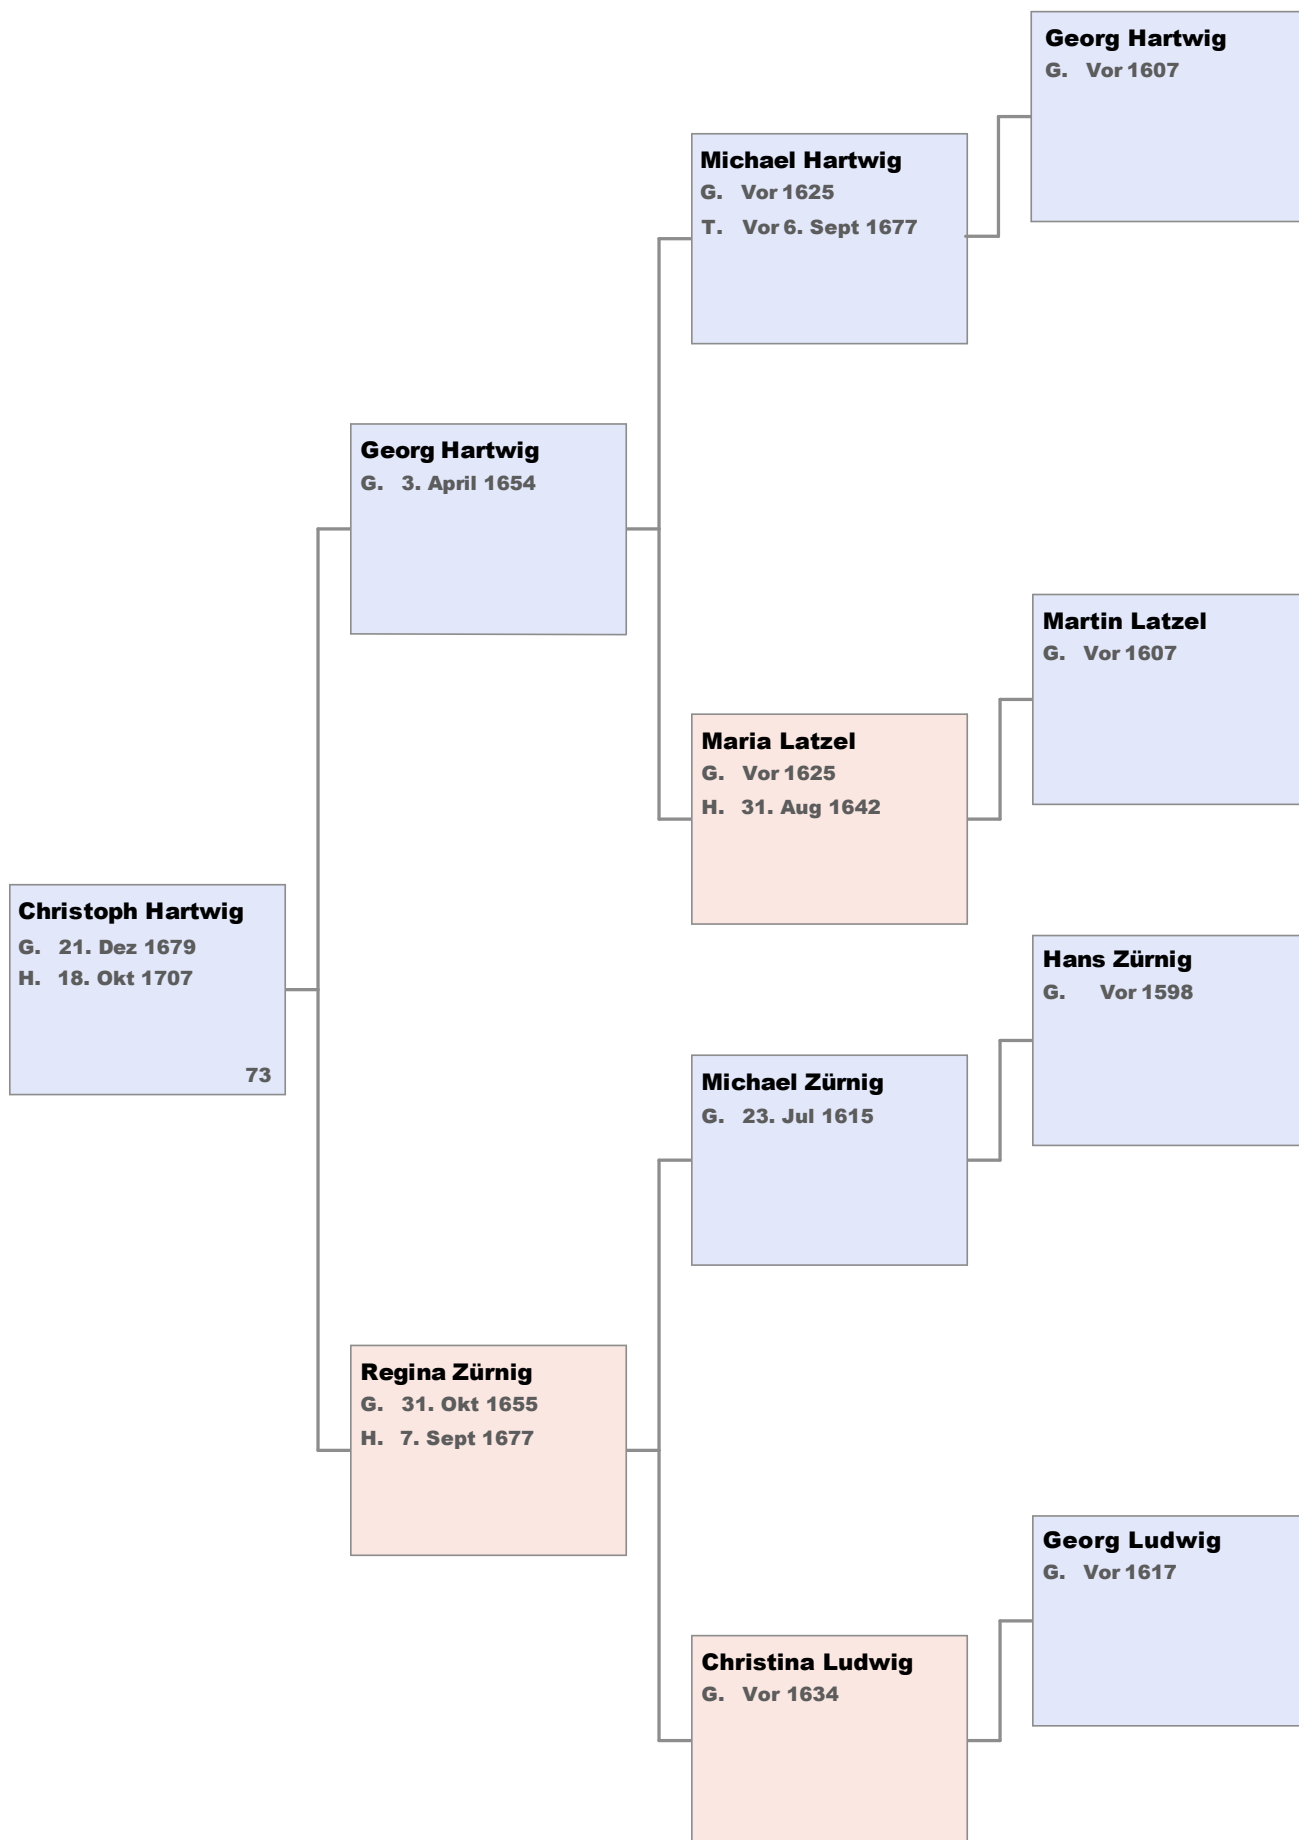 Georg Hartwig
G. Vor 1607
Michael Hartwig
G. Vor 1625
T. Vor 6. Sept 1677
Georg Hartwig
G. 3. April 1654
Martin Latzel
G. Vor 1607
Maria Latzel
G. Vor 1625
H. 31. Aug 1642
Christoph Hartwig
G. 21. Dez 1679
H. 18. Okt 1707
73
Hans Zürnig
G. Vor 1598
Michael Zürnig
G. 23. Jul 1615
Regina Zürnig
G. 31. Okt 1655
H. 7. Sept 1677
Georg Ludwig
G. Vor 1617
Christina Ludwig
G. Vor 1634